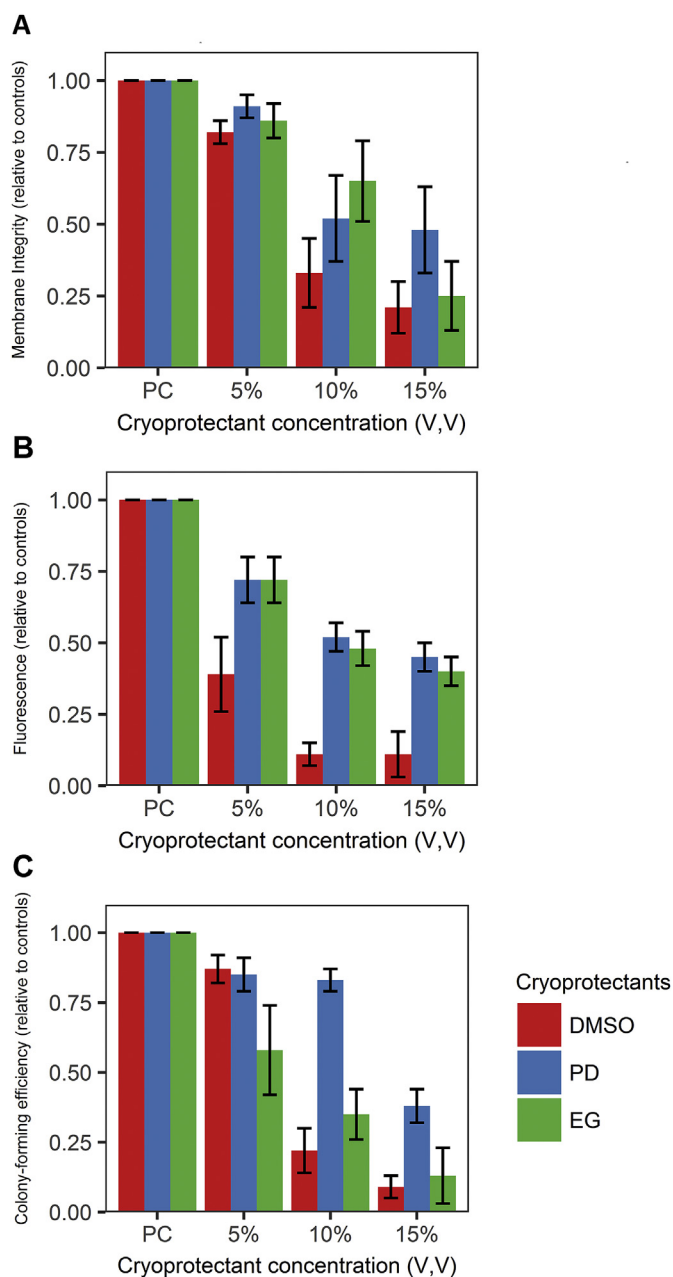 A
Membrane Integrity (relative to controls)
1.00
0.75
0.50
0.25
0.00
PC 5% 10% 15%
Cryoprotectant concentration (V,V)
B
Fluorescence (relative to controls)
1.00
0.75
0.50
0.25
0.00
PC 5% 10% 15%
Cryoprotectant concentration (V,V)
C
Colony-forming efficiency (relative to controls)
1.00
0.75
0.50
0.25
0.00
PC 5% 10% 15%
Cryoprotectant concentration (V,V)
Cryoprotectants
DMSO
PD
EG